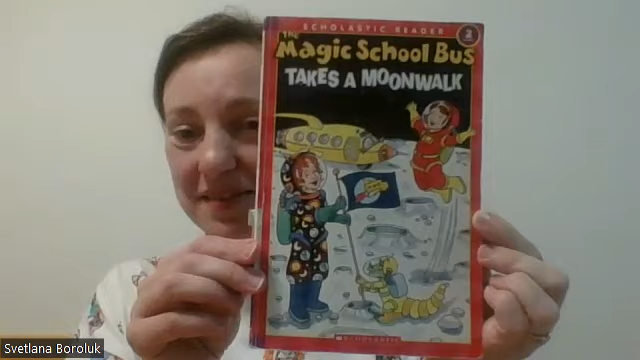 SCHOLASTIC READER
2
The
Magic School Bus
TAKES A MOONWALK
SCHOLASTIC
Svetlana Boroluk